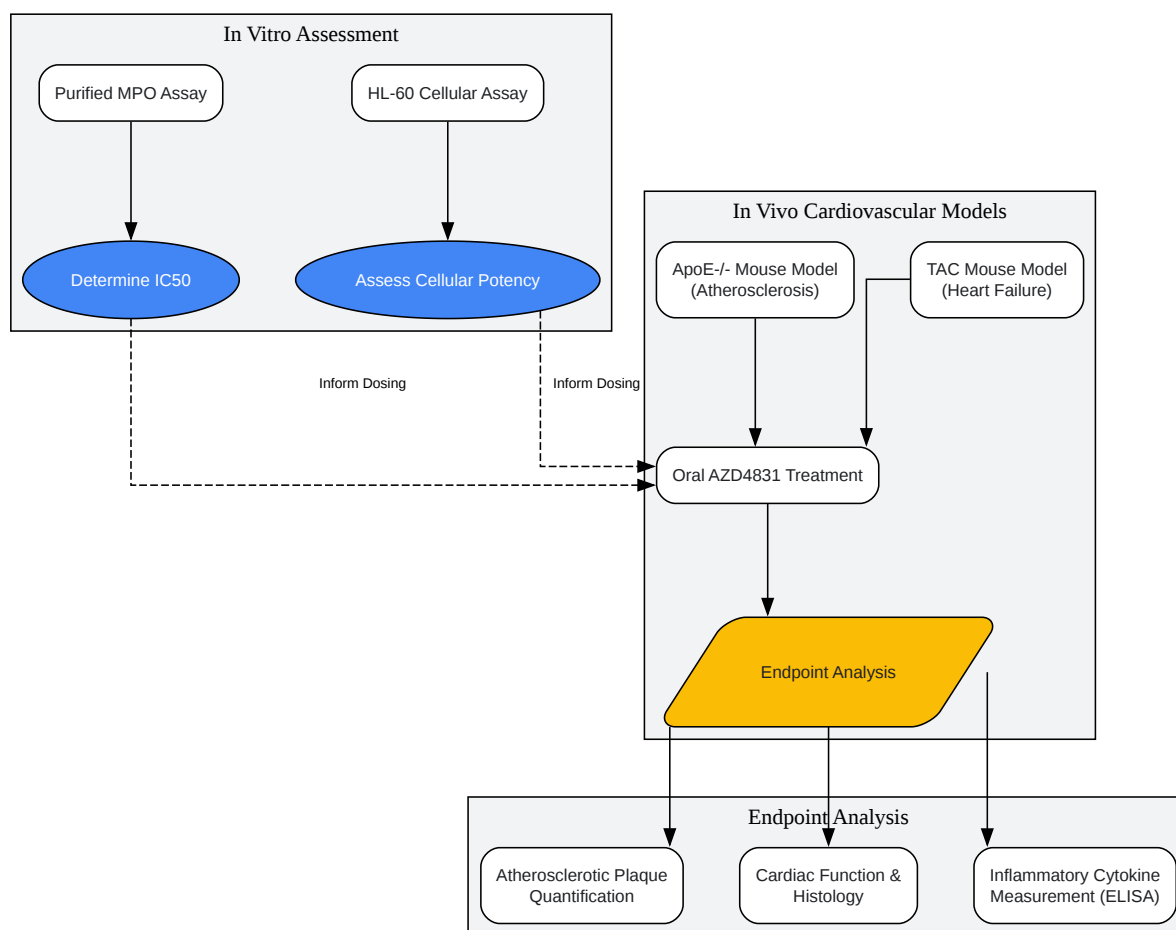 In Vitro Assessment
Purified MPO Assay
HL-60 Cellular Assay
Determine IC50
Assess Cellular Potency
Inform Dosing
Inform Dosing
In Vivo Cardiovascular Models
ApoE-/- Mouse Model
(Atherosclerosis)
TAC Mouse Model
(Heart Failure)
Oral AZD4831 Treatment
Endpoint Analysis
Endpoint Analysis
Atherosclerotic Plaque
Quantification
Cardiac Function &
Histology
Inflammatory Cytokine
Measurement (ELISA)